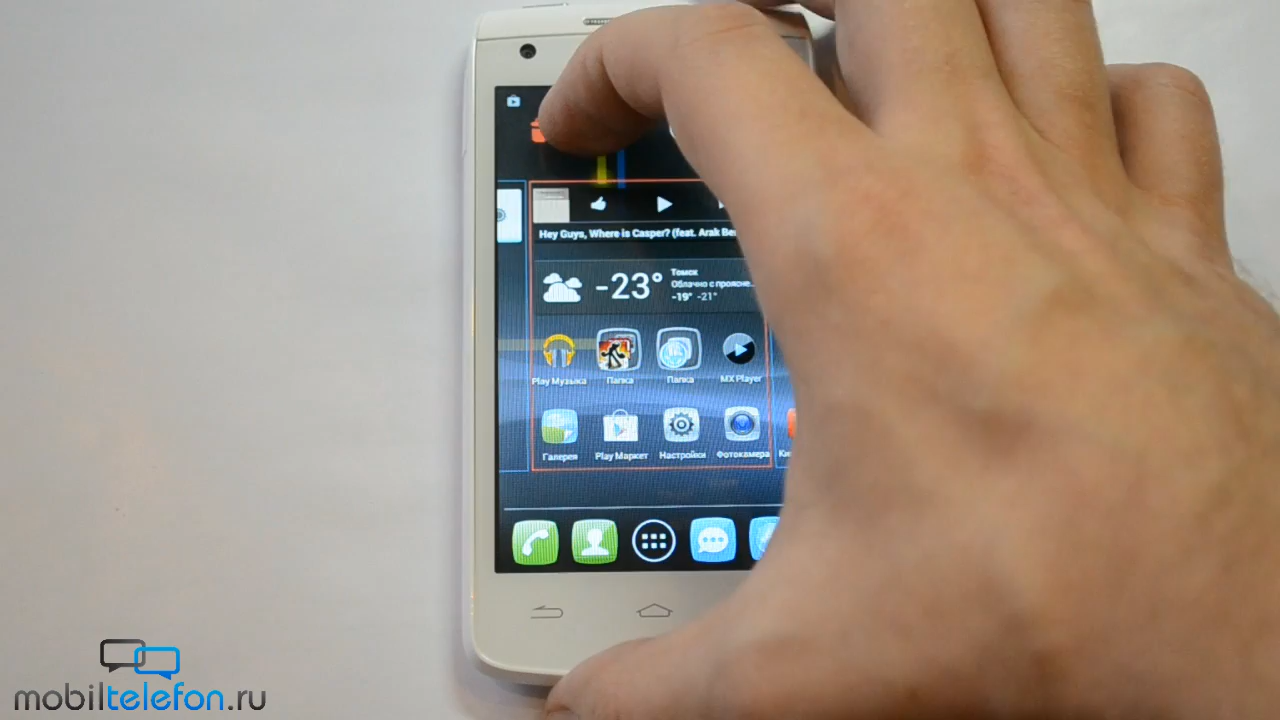 Hey Guys, Where is Casper? (feat. Arak
-23°
Томск
Облачно с проясне...
-19° -21°
Play Музыка Папка Папка MX Player
Галерея Play Маркет Настройки Фотокамера
mobiltelefon.ru